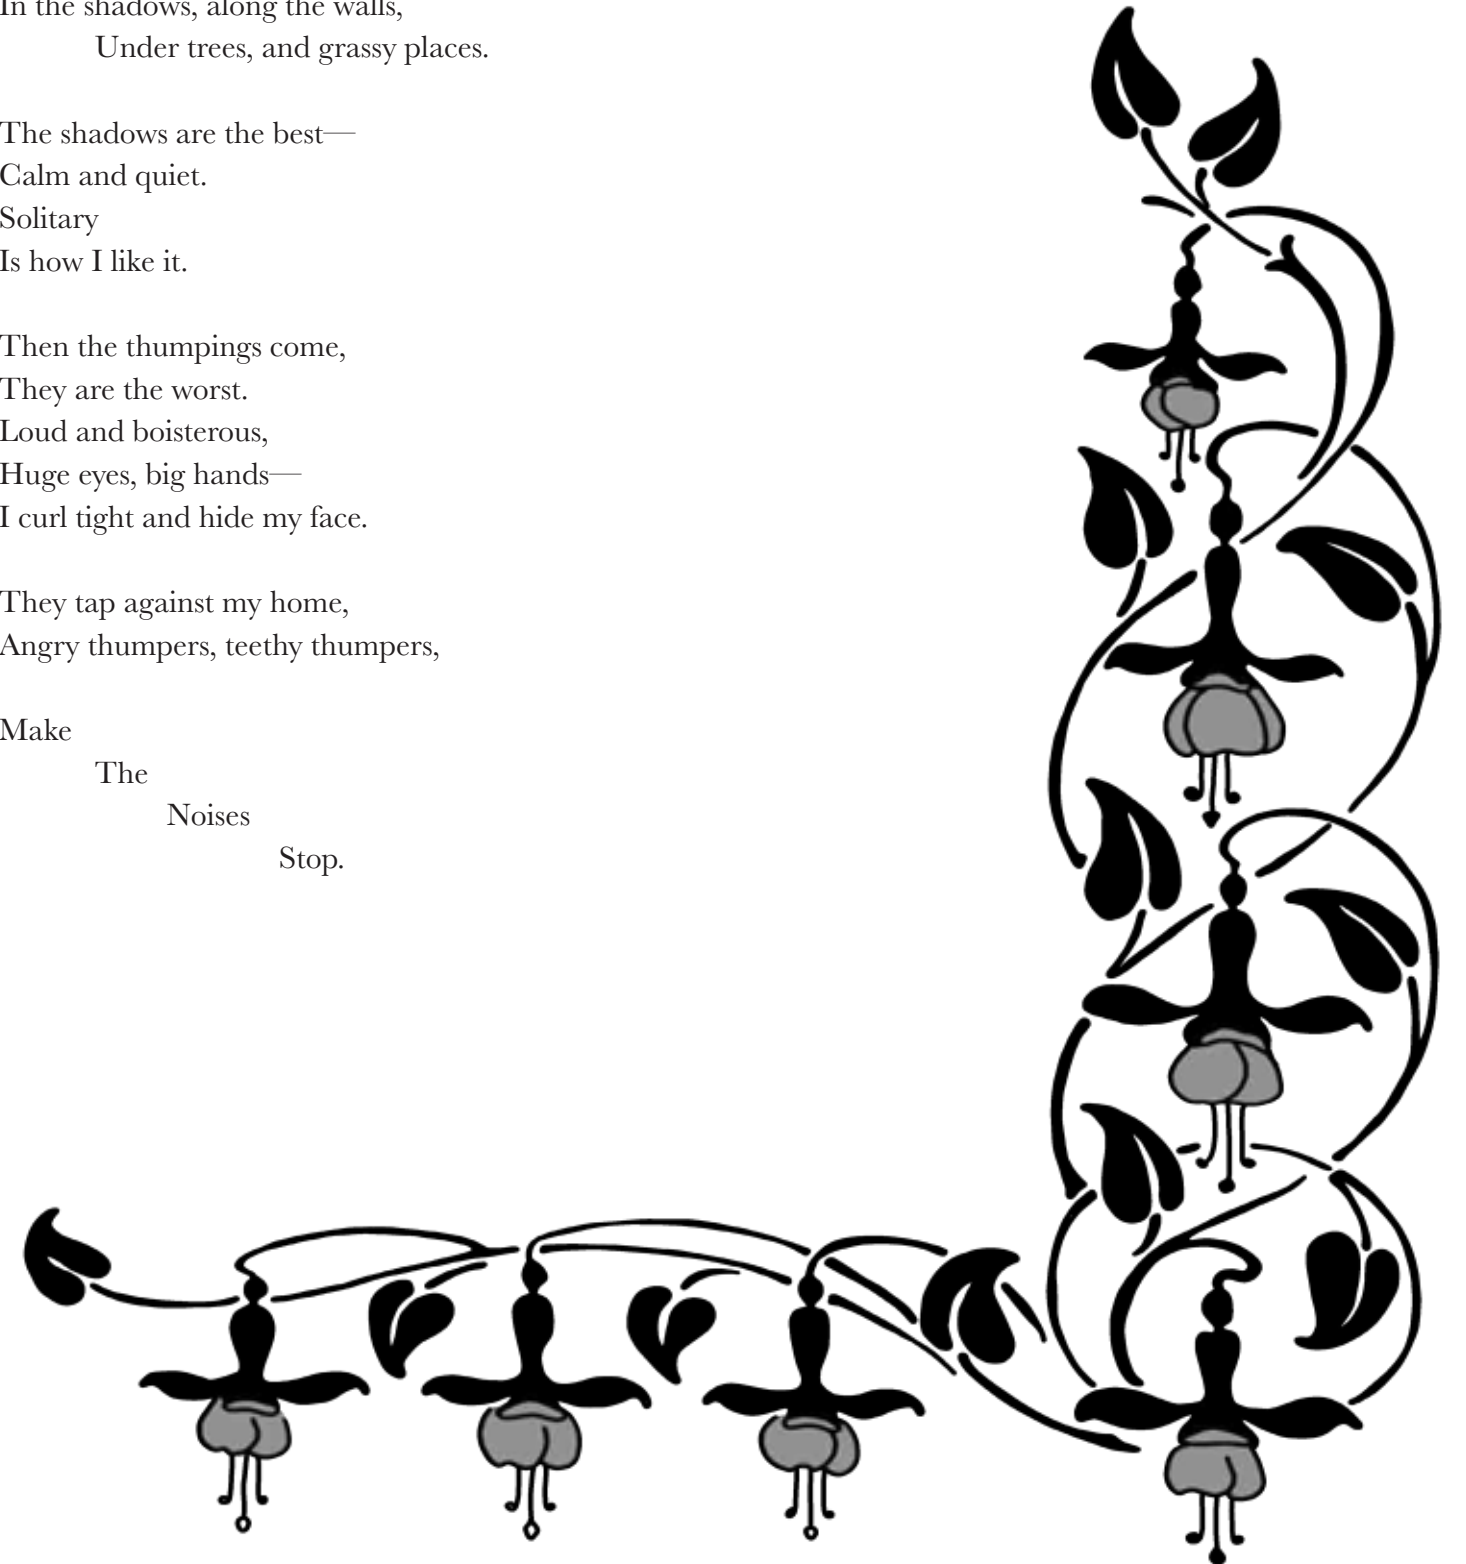 In the shadows, along the walls,
Under trees, and grassy places.
The shadows are the best—
Calm and quiet.
Solitary
Is how I like it.
Then the thumpings come,
They are the worst.
Loud and boisterous,
Huge eyes, big hands—
I curl tight and hide my face.
They tap against my home,
Angry thumpers, teethy thumpers,
Make
The
Noises
Stop.